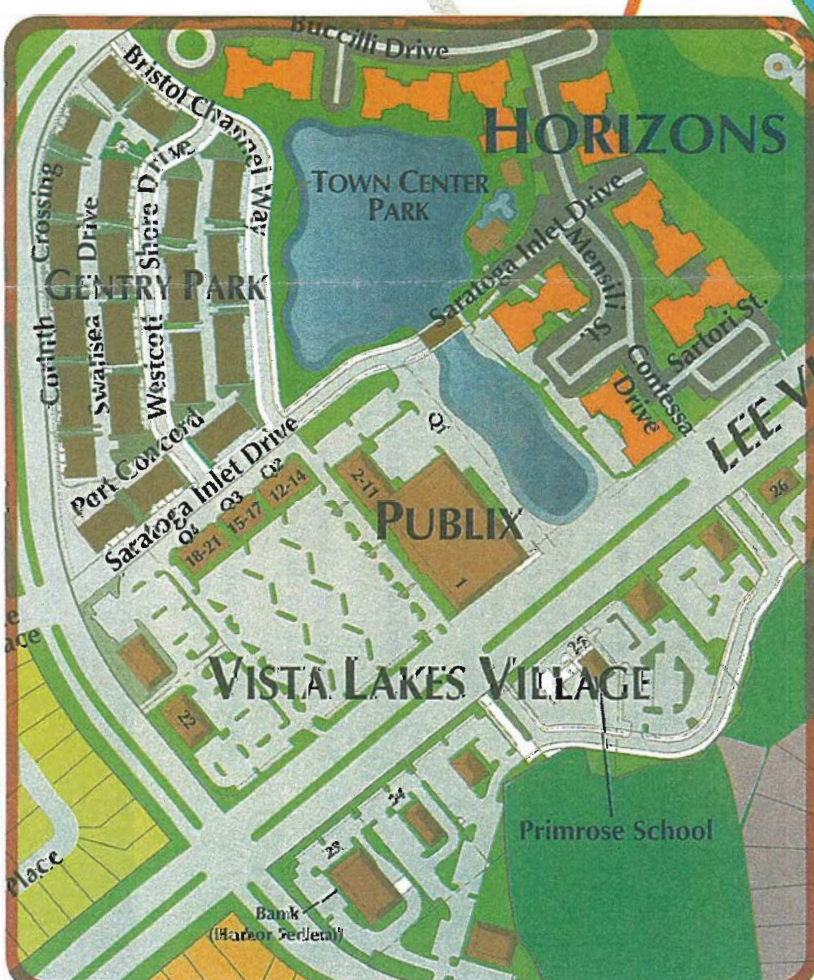 Buccilli Drive
Bristol Channel Way
HORIZONS
TOWN CENTER
PARK
Corinth Crossing
Swansea Drive
Westcott Shore Drive
GENTRY PARK
Saratoga Inlet Drive
Mensili St.
Sartori St.
Contessa
Drive
LEE
Port Concord
Saratoga Inlet Drive
Q1
Q2
Q3
Q4
2-11
12-14
15-17
18-21
PUBLIX
1
26
VISTA LAKES VILLAGE
25
22
24
23
Primrose School
Place
Bank
(Harbor Federal)